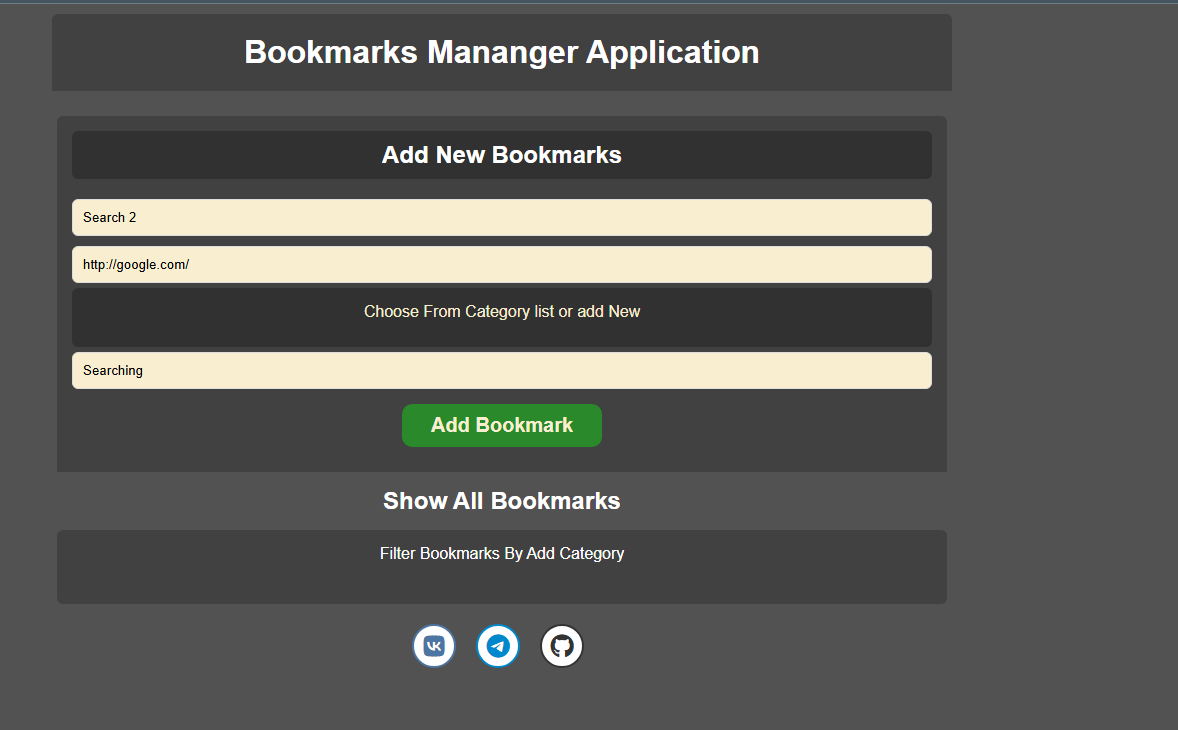 Bookmarks Mananger Application
Add New Bookmarks
Search 2
http://google.com/
Choose From Category list or add New
Searching
Add Bookmark
Show All Bookmarks
Filter Bookmarks By Add Category